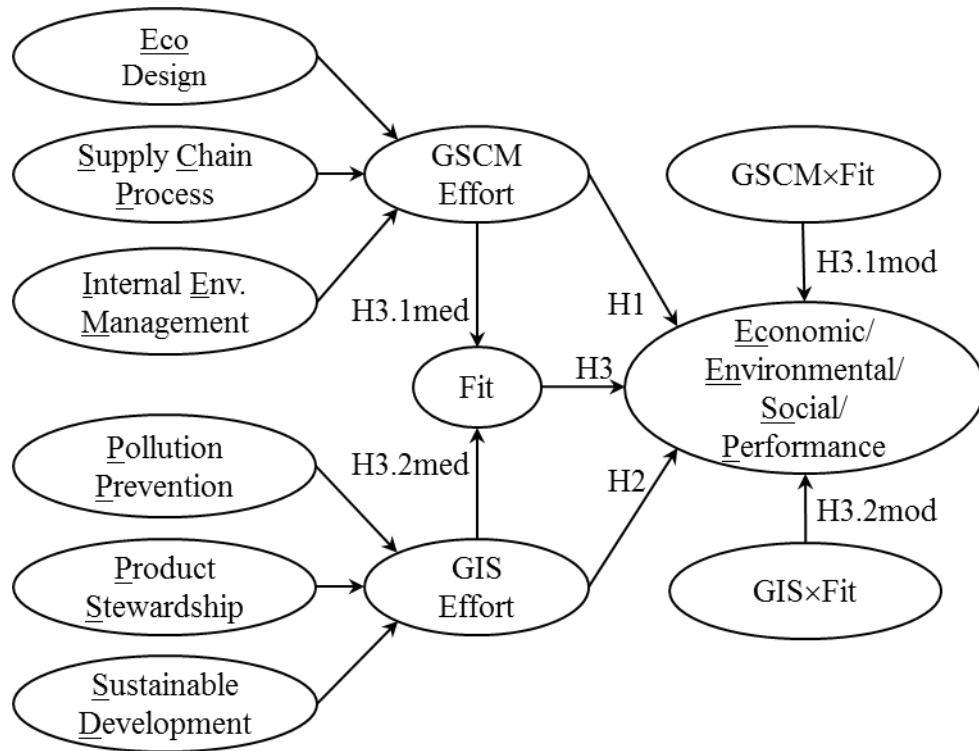 Eco
Design
Supply Chain
Process
Internal Env.
Management
GSCM
Effort
GSCM×Fit
H3.1mod
H3.1med
H1
Fit
H3
Economic/
Environmental/
Social/
Performance
H3.2med
H2
H3.2mod
Pollution
Prevention
Product
Stewardship
Sustainable
Development
GIS
Effort
GIS×Fit